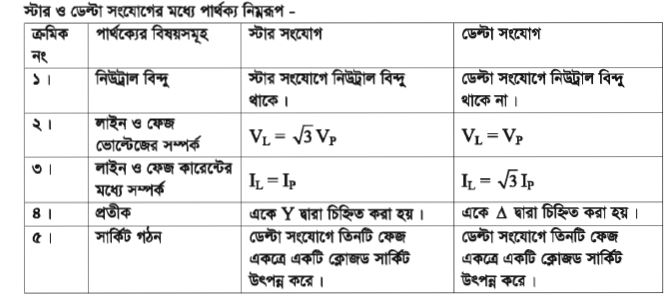 স্টার ও ডেল্টা সংযোগের মধ্যে পার্থক্য নিম্নরূপ -
ক্রমিক নং পার্থক্যের বিষয়সমূহ স্টার সংযোগ ডেল্টা সংযোগ
১। নিউট্রাল বিন্দু স্টার সংযোগে নিউট্রাল বিন্দু থাকে। ডেল্টা সংযোগে নিউট্রাল বিন্দু থাকে না।
২। লাইন ও ফেজ ভোল্টেজের সম্পর্ক V_L = √3 V_P V_L = V_P
৩। লাইন ও ফেজ কারেন্টের মধ্যে সম্পর্ক I_L = I_P I_L = √3 I_P
৪। প্রতীক একে Y দ্বারা চিহ্নিত করা হয়। একে Δ দ্বারা চিহ্নিত করা হয়।
৫। সার্কিট গঠন ডেল্টা সংযোগে তিনটি ফেজ একত্রে একটি ক্লোজড সার্কিট উৎপন্ন করে। ডেল্টা সংযোগে তিনটি ফেজ একত্রে একটি ক্লোজড সার্কিট উৎপন্ন করে।